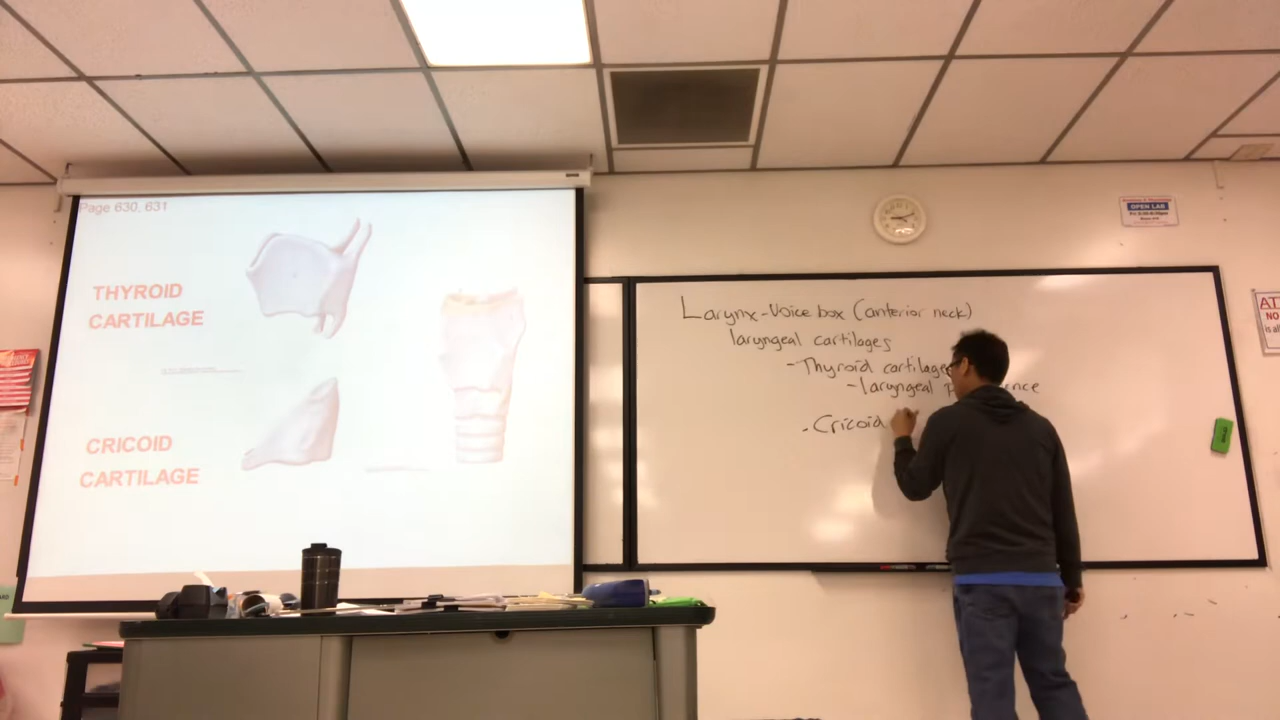 Page 630, 631
THYROID
CARTILAGE
CRICOID
CARTILAGE
Larynx-Voice box (anterior neck)
laryngeal cartilages
-Thyroid cartilage
-laryngeal p ence
-Cricoid
OPEN LAB
NO